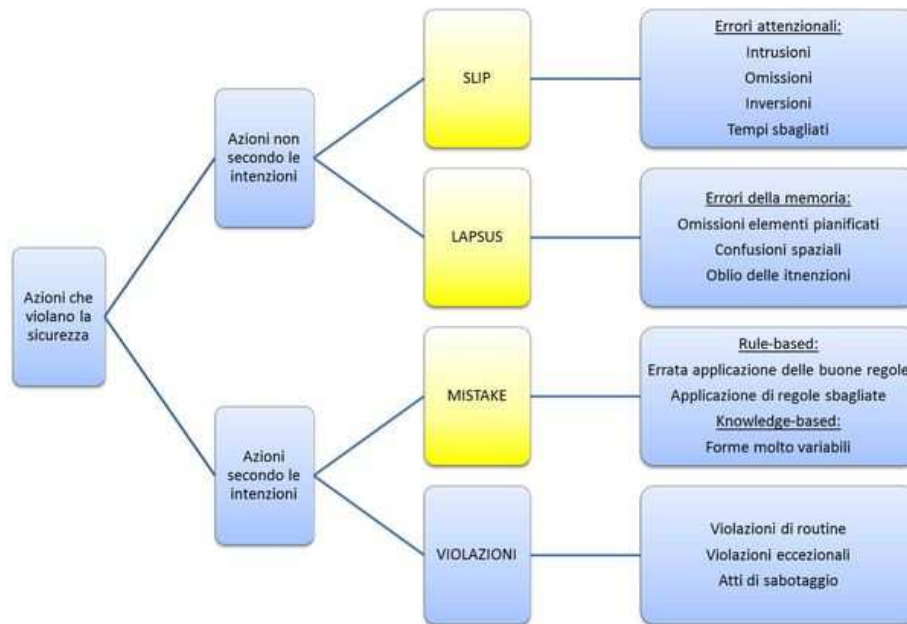 Azioni che
violano la
sicurezza
Azioni non
secondo le
intenzioni
SLIP
Errori attenzionali:
Intrusioni
Omissioni
Inversioni
Tempi sbagliati
LAPSUS
Errori della memoria:
Omissioni elementi pianificati
Confusioni spaziali
Oblio delle itnenzioni
Azioni
secondo le
intenzioni
MISTAKE
Rule-based:
Errata applicazione delle buone regole
Applicazione di regole sbagliate
Knowledge-based:
Forme molto variabili
VIOLAZIONI
Violazioni di routine
Violazioni eccezionali
Atti di sabotaggio